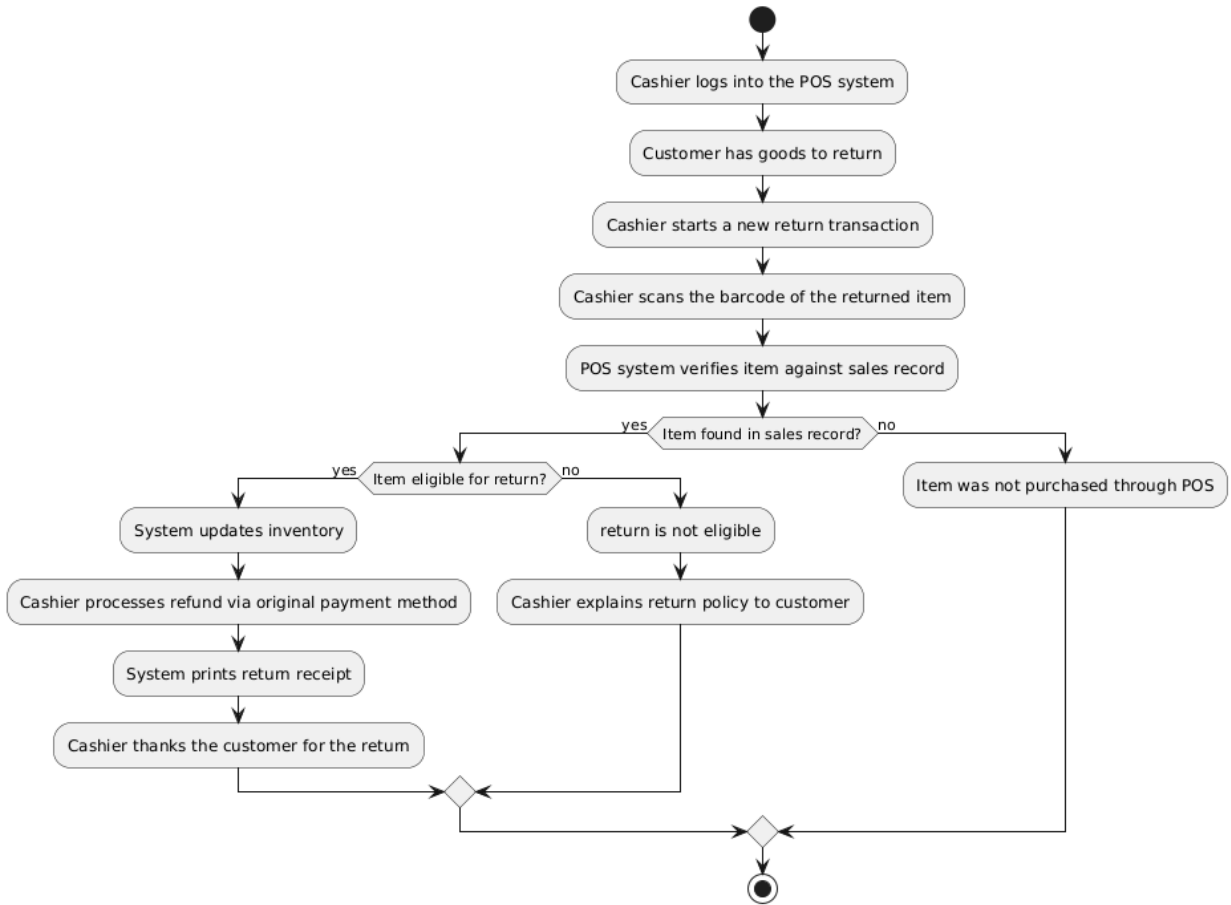 Cashier logs into the POS system
Customer has goods to return
Cashier starts a new return transaction
Cashier scans the barcode of the returned item
POS system verifies item against sales record
yes
Item found in sales record?
no
yes
Item eligible for return?
no
Item was not purchased through POS
System updates inventory
return is not eligible
Cashier processes refund via original payment method
Cashier explains return policy to customer
System prints return receipt
Cashier thanks the customer for the return